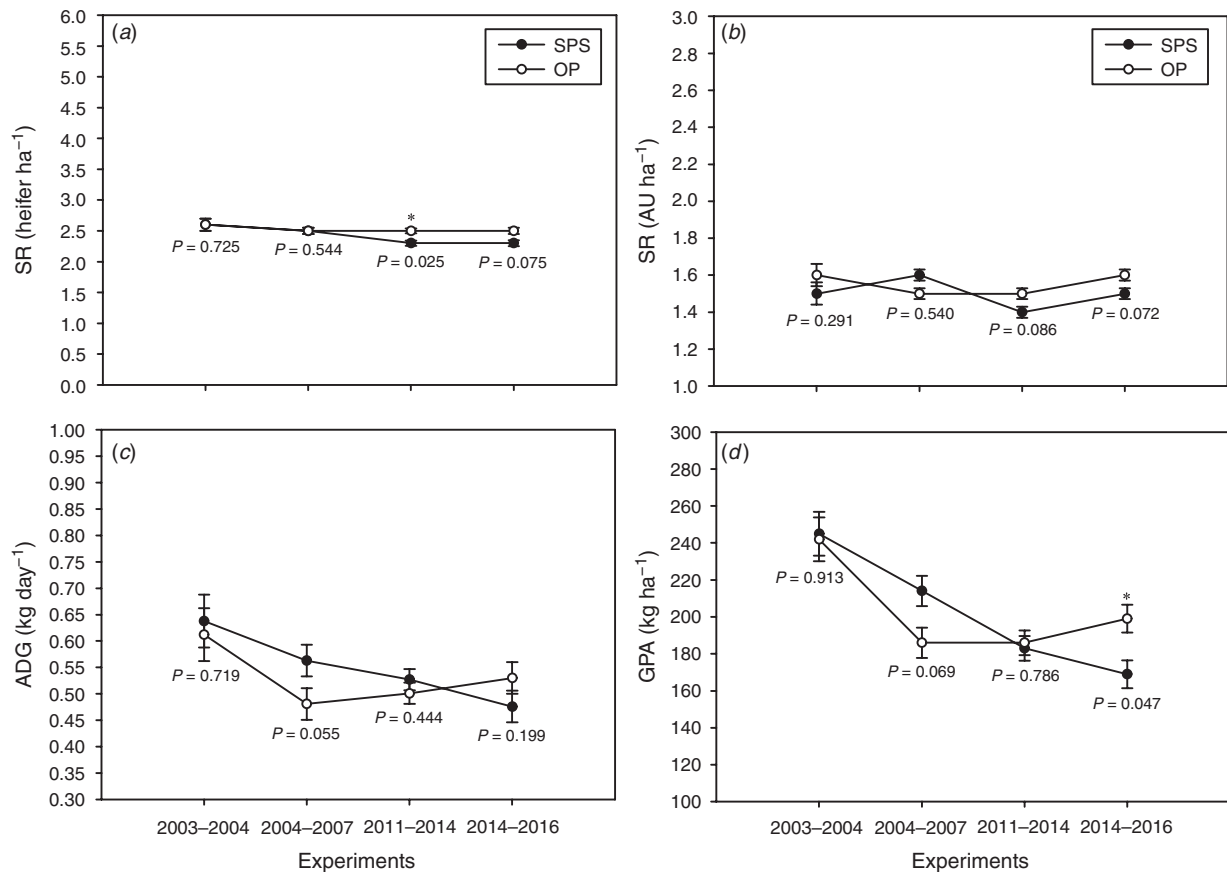 (a)
SPS
OP
SR (heifer ha−1)
6.0
5.5
5.0
4.5
4.0
3.5
3.0
2.5
2.0
1.5
1.0
0.5
0.0
*
P = 0.725
P = 0.544
P = 0.025
P = 0.075
(b)
SPS
OP
SR (AU ha−1)
3.0
2.8
2.6
2.4
2.2
2.0
1.8
1.6
1.4
1.2
1.0
P = 0.291
P = 0.540
P = 0.086
P = 0.072
(c)
ADG (kg day−1)
1.00
0.95
0.90
0.85
0.80
0.75
0.70
0.65
0.60
0.55
0.50
0.45
0.40
0.35
0.30
P = 0.719
P = 0.055
P = 0.444
P = 0.199
2003–2004 2004–2007 2011–2014 2014–2016
Experiments
(d)
GPA (kg ha−1)
300
280
260
240
220
200
180
160
140
120
100
*
P = 0.913
P = 0.069
P = 0.786
P = 0.047
2003–2004 2004–2007 2011–2014 2014–2016
Experiments